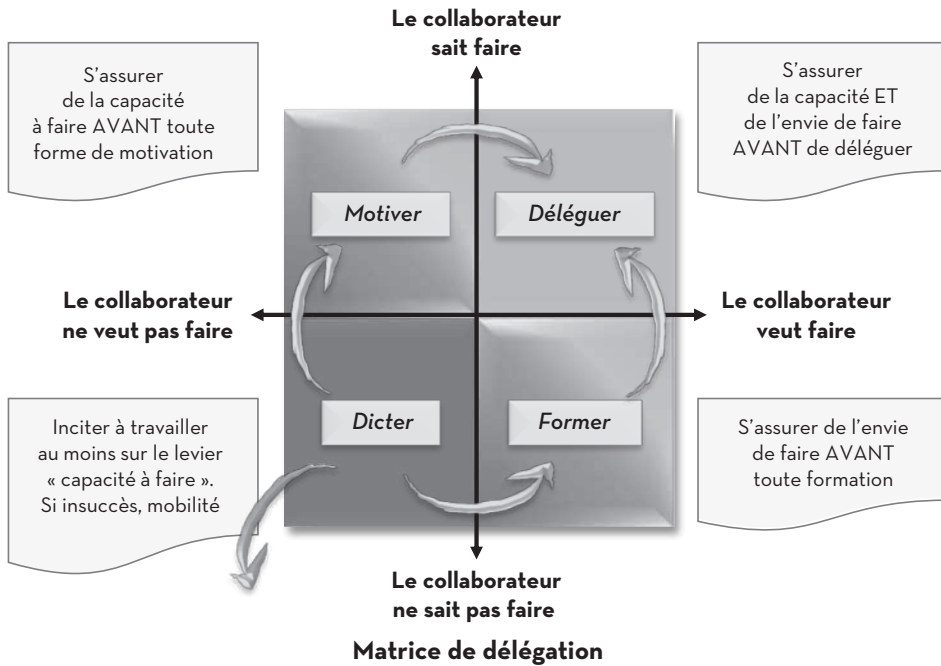 Le collaborateur
sait faire
S'assurer
de la capacité
à faire AVANT toute
forme de motivation
S'assurer
de la capacité ET
de l'envie de faire
AVANT de déléguer
Motiver
Déléguer
Le collaborateur
ne veut pas faire
Le collaborateur
veut faire
Dicter
Former
Inciter à travailler
au moins sur le levier
« capacité à faire ».
Si insuccès, mobilité
S'assurer de l'envie
de faire AVANT
toute formation
Le collaborateur
ne sait pas faire
Matrice de délégation